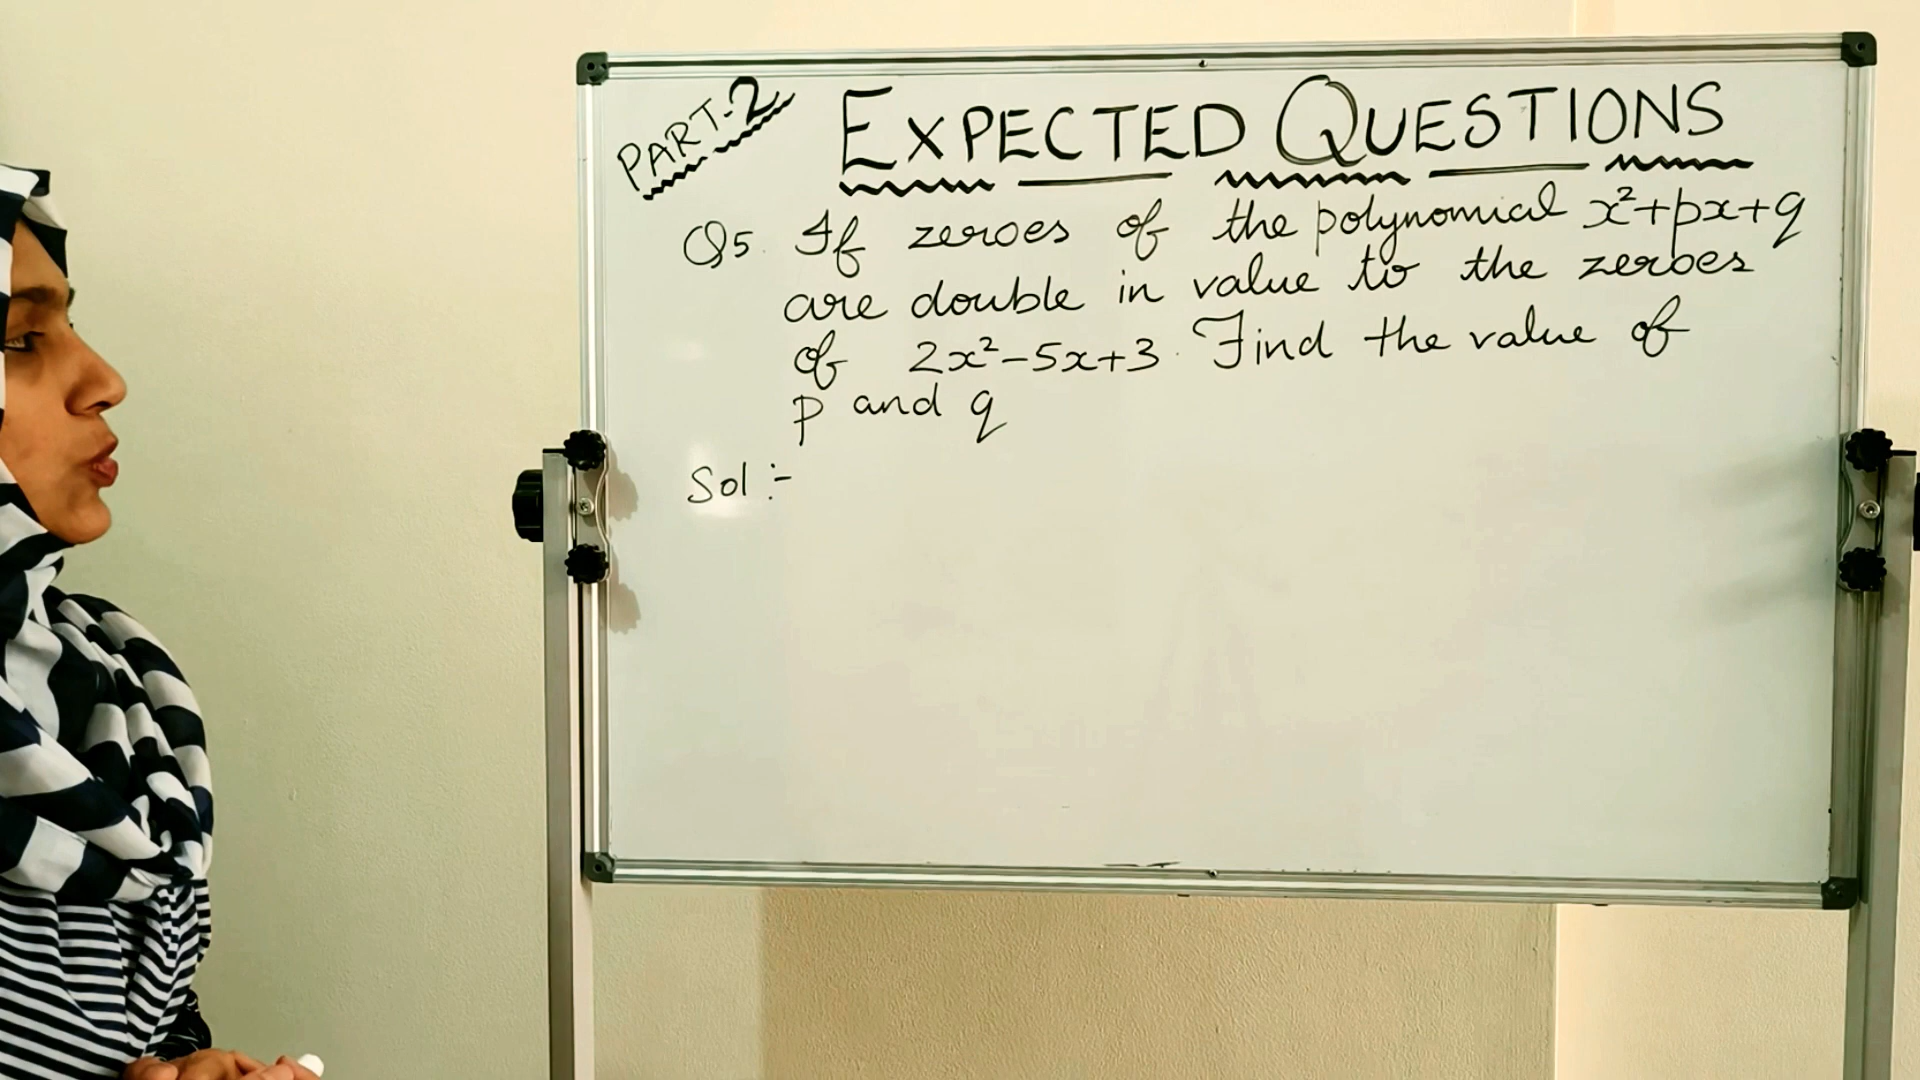 PART-2
EXPECTED QUESTIONS
Q5. If zeroes of the polynomial x²+px+q
are double in value to the zeroes
of 2x²-5x+3. Find the value of
p and q
Sol :-